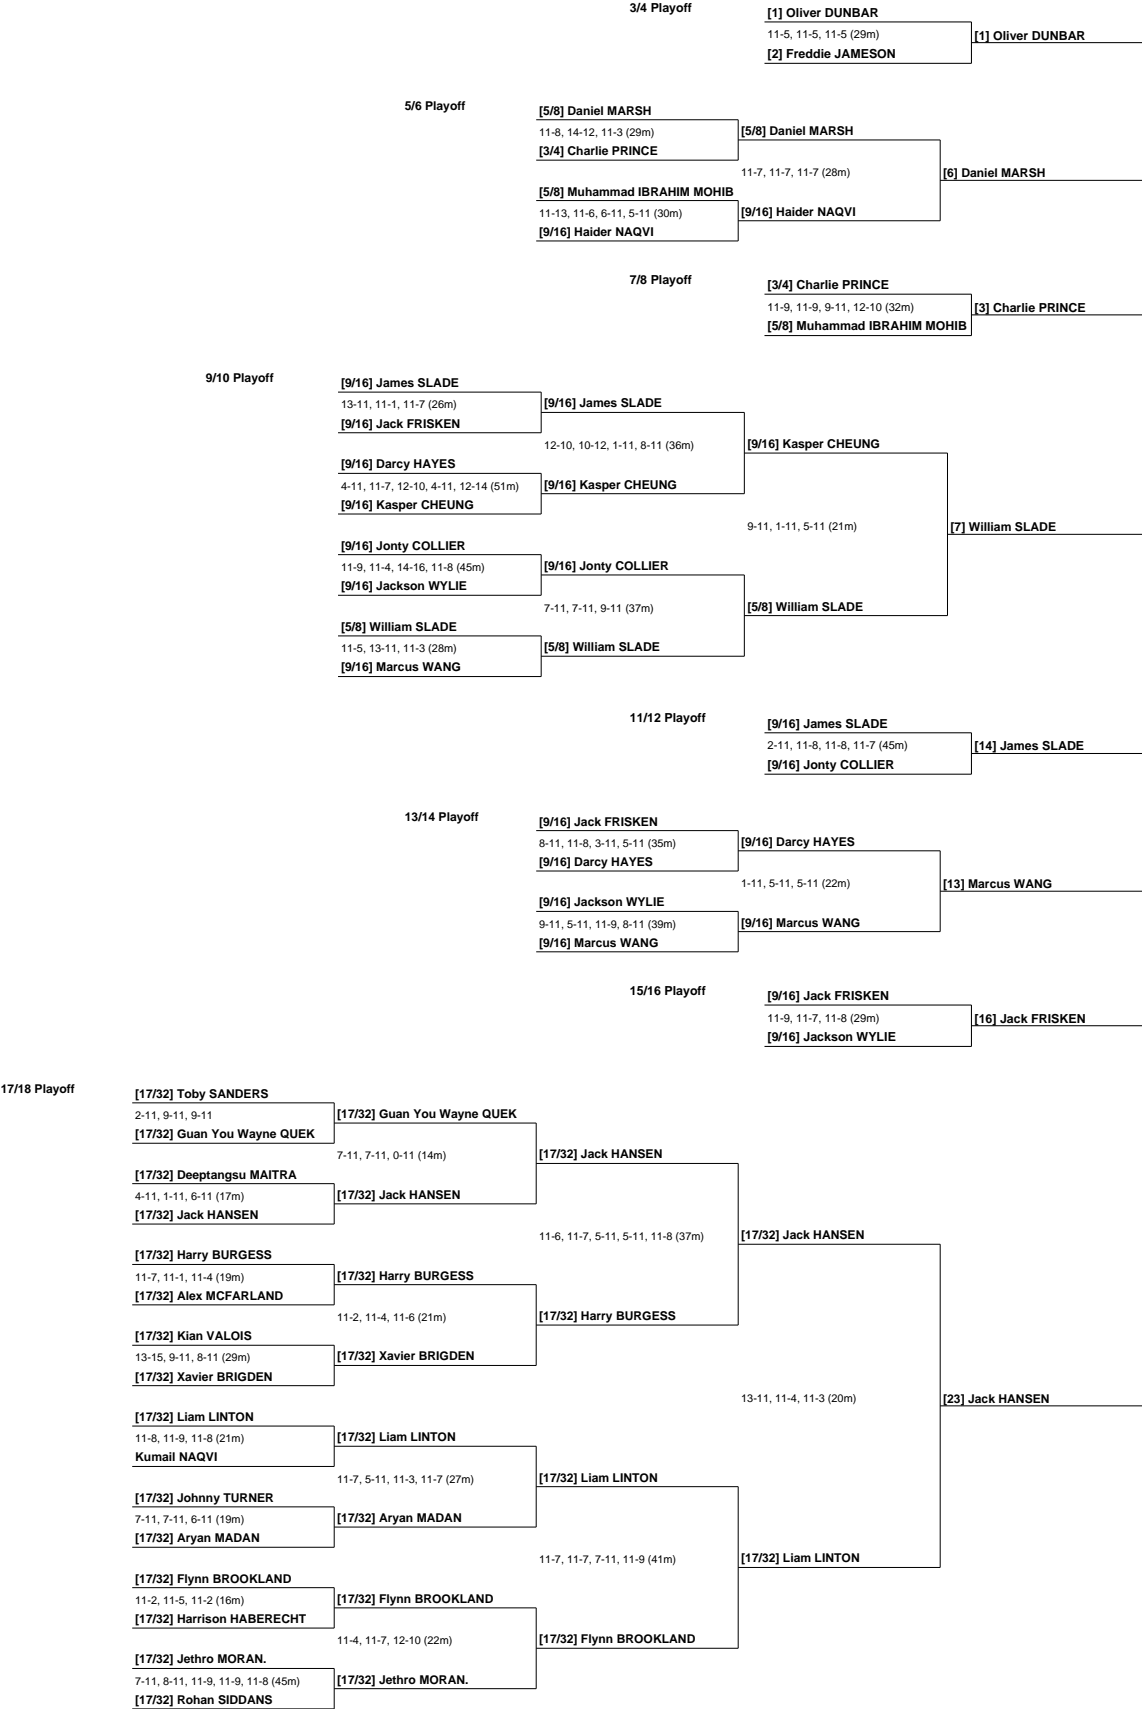 3/4 Playoff
[1] Oliver DUNBAR
11-5, 11-5, 11-5 (29m)
[1] Oliver DUNBAR
[2] Freddie JAMESON
5/6 Playoff
[5/8] Daniel MARSH
11-8, 14-12, 11-3 (29m)
[5/8] Daniel MARSH
[3/4] Charlie PRINCE
11-7, 11-7, 11-7 (28m)
[6] Daniel MARSH
[5/8] Muhammad IBRAHIM MOHIB
11-13, 11-6, 6-11, 5-11 (30m)
[9/16] Haider NAQVI
[9/16] Haider NAQVI
7/8 Playoff
[3/4] Charlie PRINCE
11-9, 11-9, 9-11, 12-10 (32m)
[3] Charlie PRINCE
[5/8] Muhammad IBRAHIM MOHIB
9/10 Playoff
[9/16] James SLADE
13-11, 11-1, 11-7 (26m)
[9/16] James SLADE
[9/16] Jack FRISKEN
12-10, 10-12, 1-11, 8-11 (36m)
[9/16] Kasper CHEUNG
[9/16] Darcy HAYES
4-11, 11-7, 12-10, 4-11, 12-14 (51m)
[9/16] Kasper CHEUNG
[9/16] Kasper CHEUNG
9-11, 1-11, 5-11 (21m)
[7] William SLADE
[9/16] Jonty COLLIER
11-9, 11-4, 14-16, 11-8 (45m)
[9/16] Jonty COLLIER
[9/16] Jackson WYLIE
7-11, 7-11, 9-11 (37m)
[5/8] William SLADE
[5/8] William SLADE
11-5, 13-11, 11-3 (28m)
[5/8] William SLADE
[9/16] Marcus WANG
11/12 Playoff
[9/16] James SLADE
2-11, 11-8, 11-8, 11-7 (45m)
[14] James SLADE
[9/16] Jonty COLLIER
13/14 Playoff
[9/16] Jack FRISKEN
8-11, 11-8, 3-11, 5-11 (35m)
[9/16] Darcy HAYES
[9/16] Darcy HAYES
1-11, 5-11, 5-11 (22m)
[13] Marcus WANG
[9/16] Jackson WYLIE
9-11, 5-11, 11-9, 8-11 (39m)
[9/16] Marcus WANG
[9/16] Marcus WANG
15/16 Playoff
[9/16] Jack FRISKEN
11-9, 11-7, 11-8 (29m)
[16] Jack FRISKEN
[9/16] Jackson WYLIE
17/18 Playoff
[17/32] Toby SANDERS
2-11, 9-11, 9-11
[17/32] Guan You Wayne QUEK
[17/32] Guan You Wayne QUEK
7-11, 7-11, 0-11 (14m)
[17/32] Jack HANSEN
[17/32] Deeptangsu MAITRA
4-11, 1-11, 6-11 (17m)
[17/32] Jack HANSEN
[17/32] Jack HANSEN
11-6, 11-7, 5-11, 5-11, 11-8 (37m)
[17/32] Jack HANSEN
[17/32] Harry BURGESS
11-7, 11-1, 11-4 (19m)
[17/32] Harry BURGESS
[17/32] Alex MCFARLAND
11-2, 11-4, 11-6 (21m)
[17/32] Harry BURGESS
[17/32] Kian VALOIS
13-15, 9-11, 8-11 (29m)
[17/32] Xavier BRIGDEN
[17/32] Xavier BRIGDEN
13-11, 11-4, 11-3 (20m)
[23] Jack HANSEN
[17/32] Liam LINTON
11-8, 11-9, 11-8 (21m)
[17/32] Liam LINTON
Kumail NAQVI
11-7, 5-11, 11-3, 11-7 (27m)
[17/32] Liam LINTON
[17/32] Johnny TURNER
7-11, 7-11, 6-11 (19m)
[17/32] Aryan MADAN
[17/32] Aryan MADAN
11-7, 11-7, 7-11, 11-9 (41m)
[17/32] Liam LINTON
[17/32] Flynn BROOKLAND
11-2, 11-5, 11-2 (16m)
[17/32] Flynn BROOKLAND
[17/32] Harrison HABERECHT
11-4, 11-7, 12-10 (22m)
[17/32] Flynn BROOKLAND
[17/32] Jethro MORAN.
7-11, 8-11, 11-9, 11-9, 11-8 (45m)
[17/32] Jethro MORAN.
[17/32] Rohan SIDDANS